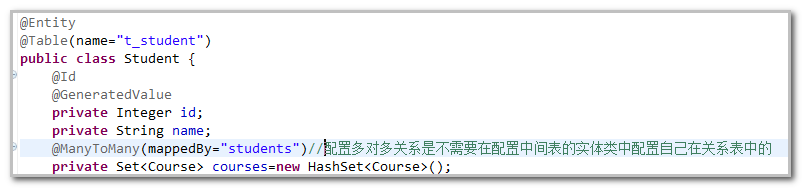 @Entity
@Table(name="t_student")
public class Student {
@Id
@GeneratedValue
private Integer id;
private String name;
@ManyToMany(mappedBy="students")//配置多对多关系是不需要在配置中间表的实体类中配置自己在关系表中的
private Set<Course> courses=new HashSet<Course>();